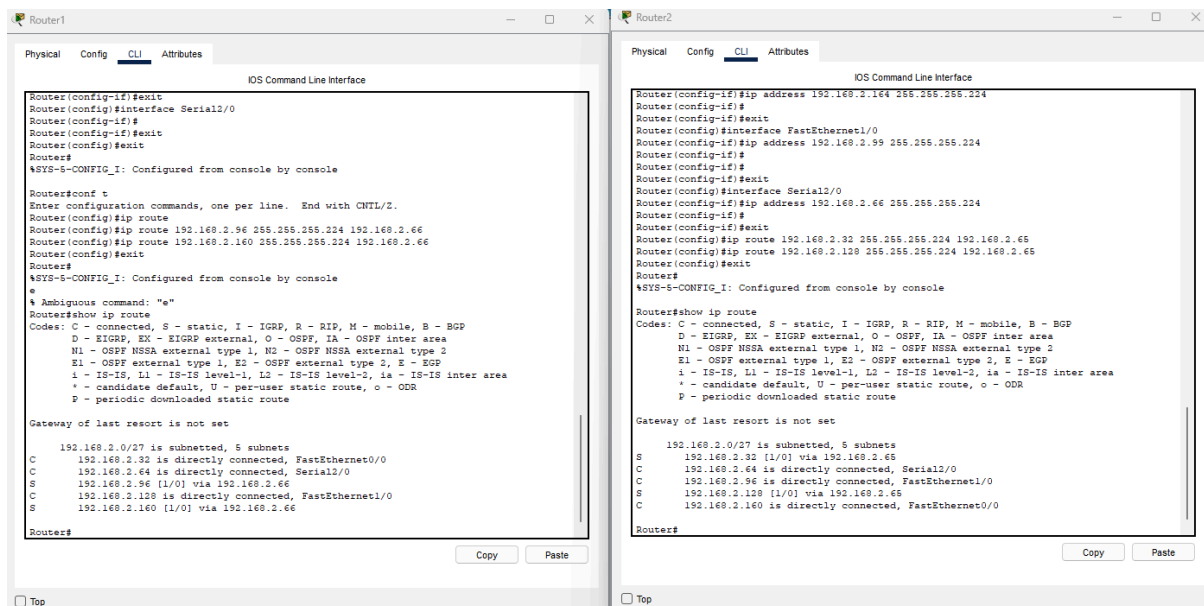 Router1
Physical Config CLI Attributes
IOS Command Line Interface
Router(config-if)#exit
Router(config)#interface Serial2/0
Router(config-if)#
Router(config-if)#exit
Router(config)#exit
Router#
%SYS-5-CONFIG_I: Configured from console by console
Router#conf t
Enter configuration commands, one per line. End with CNTL/Z.
Router(config)#ip route
Router(config)#ip route 192.168.2.96 255.255.255.224 192.168.2.66
Router(config)#ip route 192.168.2.160 255.255.255.224 192.168.2.66
Router(config)#exit
Router#
%SYS-5-CONFIG_I: Configured from console by console
e
% Ambiguous command: "e"
Router#show ip route
Codes: C - connected, S - static, I - IGRP, R - RIP, M - mobile, B - BGP
D - EIGRP, EX - EIGRP external, O - OSPF, IA - OSPF inter area
N1 - OSPF NSSA external type 1, N2 - OSPF NSSA external type 2
E1 - OSPF external type 1, E2 - OSPF external type 2, E - EGP
i - IS-IS, L1 - IS-IS level-1, L2 - IS-IS level-2, ia - IS-IS inter area
* - candidate default, U - per-user static route, o - ODR
P - periodic downloaded static route
Gateway of last resort is not set
192.168.2.0/27 is subnetted, 5 subnets
C 192.168.2.32 is directly connected, FastEthernet0/0
C 192.168.2.64 is directly connected, Serial2/0
S 192.168.2.96 [1/0] via 192.168.2.66
C 192.168.2.128 is directly connected, FastEthernet1/0
S 192.168.2.160 [1/0] via 192.168.2.66
Router#
Copy Paste
Top
Router2
Physical Config CLI Attributes
IOS Command Line Interface
Router(config-if)#ip address 192.168.2.164 255.255.255.224
Router(config-if)#
Router(config-if)#exit
Router(config)#interface FastEthernet1/0
Router(config-if)#ip address 192.168.2.99 255.255.255.224
Router(config-if)#
Router(config-if)#
Router(config-if)#exit
Router(config)#interface Serial2/0
Router(config-if)#ip address 192.168.2.66 255.255.255.224
Router(config-if)#
Router(config-if)#exit
Router(config)#ip route 192.168.2.32 255.255.255.224 192.168.2.65
Router(config)#ip route 192.168.2.128 255.255.255.224 192.168.2.65
Router(config)#exit
Router#
%SYS-5-CONFIG_I: Configured from console by console
Router#show ip route
Codes: C - connected, S - static, I - IGRP, R - RIP, M - mobile, B - BGP
D - EIGRP, EX - EIGRP external, O - OSPF, IA - OSPF inter area
N1 - OSPF NSSA external type 1, N2 - OSPF NSSA external type 2
E1 - OSPF external type 1, E2 - OSPF external type 2, E - EGP
i - IS-IS, L1 - IS-IS level-1, L2 - IS-IS level-2, ia - IS-IS inter area
* - candidate default, U - per-user static route, o - ODR
P - periodic downloaded static route
Gateway of last resort is not set
192.168.2.0/27 is subnetted, 5 subnets
S 192.168.2.32 [1/0] via 192.168.2.65
C 192.168.2.64 is directly connected, Serial2/0
C 192.168.2.96 is directly connected, FastEthernet1/0
S 192.168.2.128 [1/0] via 192.168.2.65
C 192.168.2.160 is directly connected, FastEthernet0/0
Router#
Copy Paste
Top